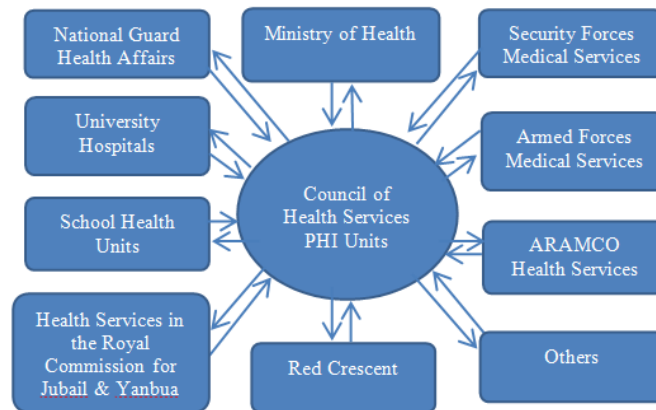 National Guard
Health Affairs
Ministry of Health
Security Forces
Medical Services
University
Hospitals
Armed Forces
Medical Services
Council of
Health Services
PHI Units
School Health
Units
ARAMCO
Health Services
Health Services in
the Royal
Commission for
Jubail & Yanbua
Red Crescent
Others